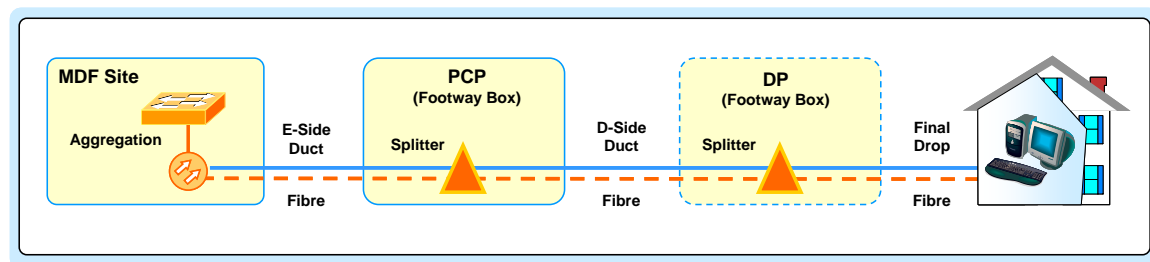 MDF Site
Aggregation
E-Side
Duct
Fibre
PCP
(Footway Box)
Splitter
D-Side
Duct
Fibre
DP
(Footway Box)
Splitter
Final
Drop
Fibre